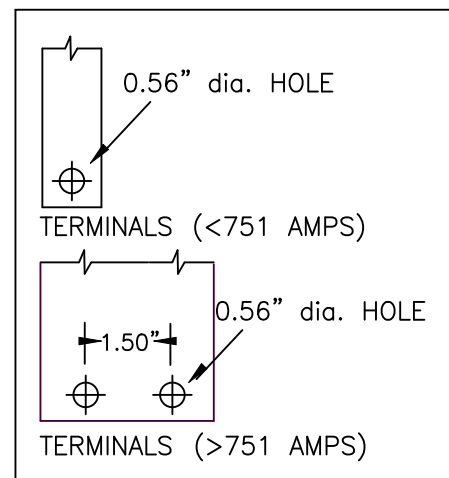 0.56” dia. HOLE
TERMINALS (<751 AMPS)
0.56” dia. HOLE
1.50”
TERMINALS (>751 AMPS)